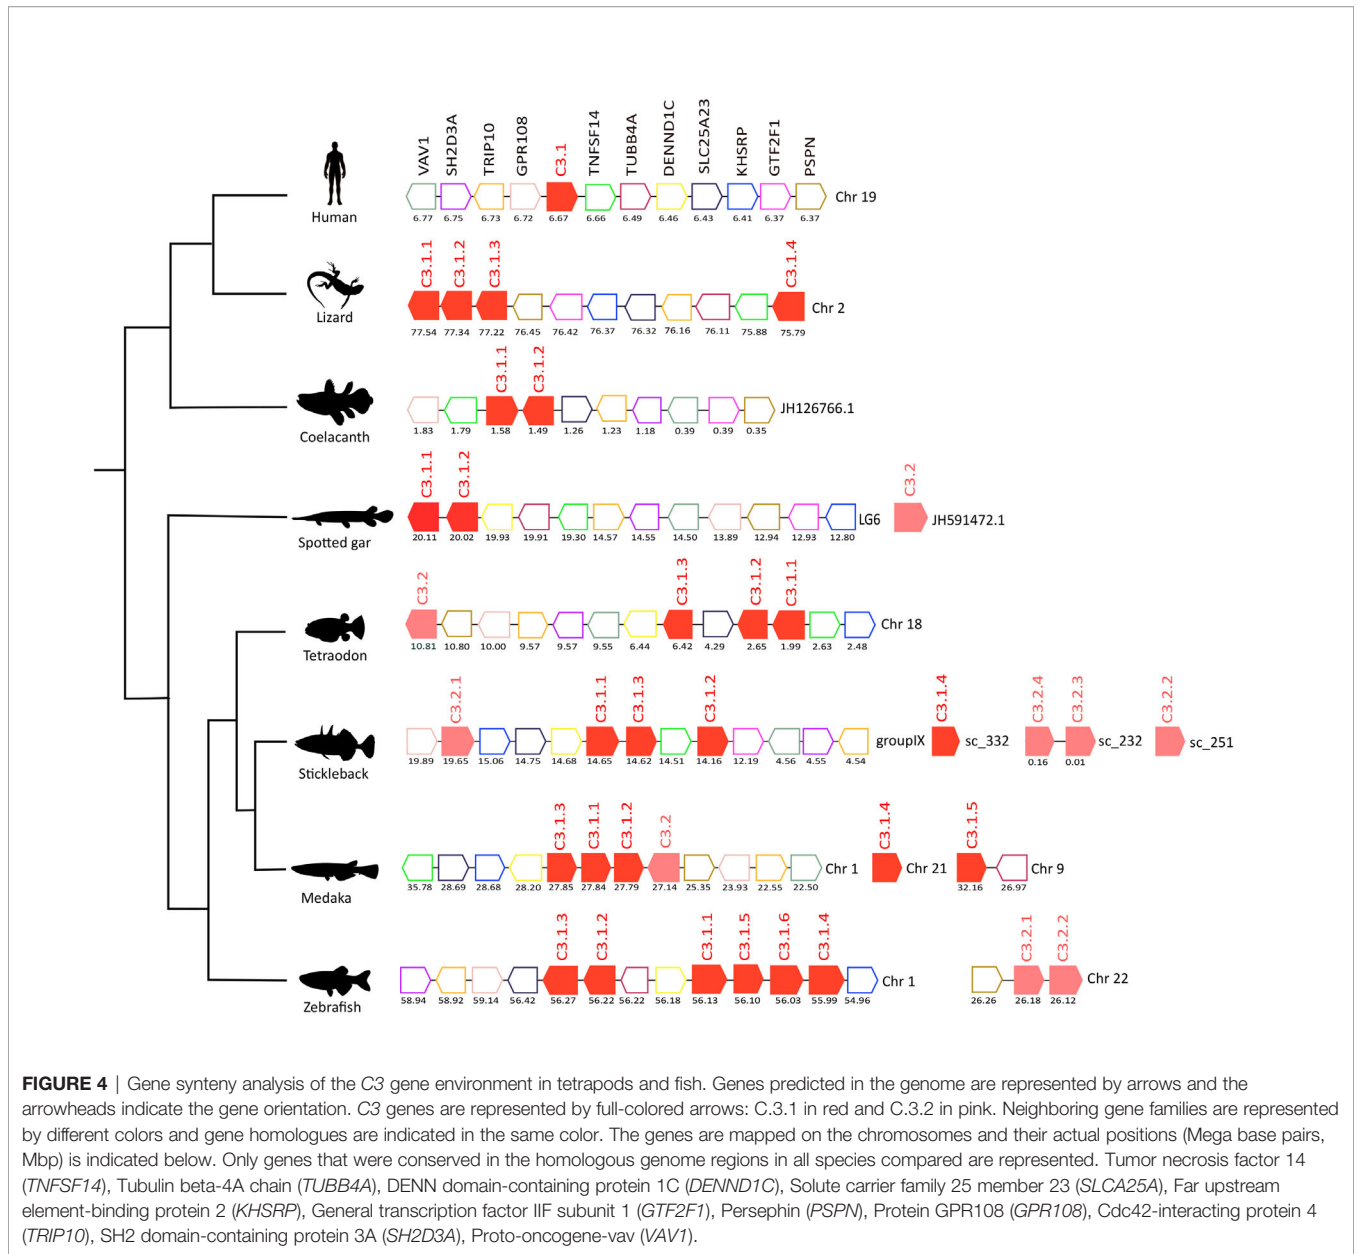 VAV1 SH2D3A TRIP10 GPR108 C3.1 TNFSF14 TUBB4A DENND1C SLC25A23 KHSRP GTF2F1 PSPN
Human
Chr 19
6.77 6.75 6.73 6.72 6.67 6.66 6.49 6.46 6.43 6.41 6.37 6.37
C3.1.1 C3.1.2 C3.1.3 C3.1.4
Lizard
Chr 2
77.54 77.34 77.22 76.45 76.42 76.37 76.32 76.16 76.11 75.88 75.79
C3.1.1 C3.1.2
Coelacanth
JH126766.1
1.83 1.79 1.58 1.49 1.26 1.23 1.18 0.39 0.39 0.35
C3.1.1 C3.1.2 C3.2
Spotted gar
LG6 JH591472.1
20.11 20.02 19.93 19.91 19.30 14.57 14.55 14.50 13.89 12.94 12.93 12.80
C3.2 C3.1.3 C3.1.2 C3.1.1
Tetraodon
Chr 18
10.81 10.80 10.00 9.57 9.57 9.55 6.44 6.42 4.29 2.65 1.99 2.63 2.48
C3.2.1 C3.1.1 C3.1.3 C3.1.2 C3.1.4 C3.2.4 C3.2.3 C3.2.2
Stickleback
groupIX sc_332 sc_232 sc_251
19.89 19.65 15.06 14.75 14.68 14.65 14.62 14.51 14.16 12.19 4.56 4.55 4.54 0.16 0.01
C3.1.3 C3.1.1 C3.1.2 C3.2 C3.1.4 C3.1.5
Medaka
Chr 1 Chr 21 Chr 9
35.78 28.69 28.68 28.20 27.85 27.84 27.79 27.14 25.35 23.93 22.55 22.50 32.16 26.97
C3.1.3 C3.1.2 C3.1.1 C3.1.5 C3.1.6 C3.1.4 C3.2.1 C3.2.2
Zebrafish
Chr 1 Chr 22
58.94 58.92 59.14 56.42 56.27 56.22 56.22 56.18 56.13 56.10 56.03 55.99 54.96 26.26 26.18 26.12
FIGURE 4 | Gene synteny analysis of the C3 gene environment in tetrapods and fish. Genes predicted in the genome are represented by arrows and the
arrowheads indicate the gene orientation. C3 genes are represented by full-colored arrows: C.3.1 in red and C.3.2 in pink. Neighboring gene families are represented
by different colors and gene homologues are indicated in the same color. The genes are mapped on the chromosomes and their actual positions (Mega base pairs,
Mbp) is indicated below. Only genes that were conserved in the homologous genome regions in all species compared are represented. Tumor necrosis factor 14
(TNFSF14), Tubulin beta-4A chain (TUBB4A), DENN domain-containing protein 1C (DENND1C), Solute carrier family 25 member 23 (SLCA25A), Far upstream
element-binding protein 2 (KHSRP), General transcription factor IIF subunit 1 (GTF2F1), Persephin (PSPN), Protein GPR108 (GPR108), Cdc42-interacting protein 4
(TRIP10), SH2 domain-containing protein 3A (SH2D3A), Proto-oncogene-vav (VAV1).